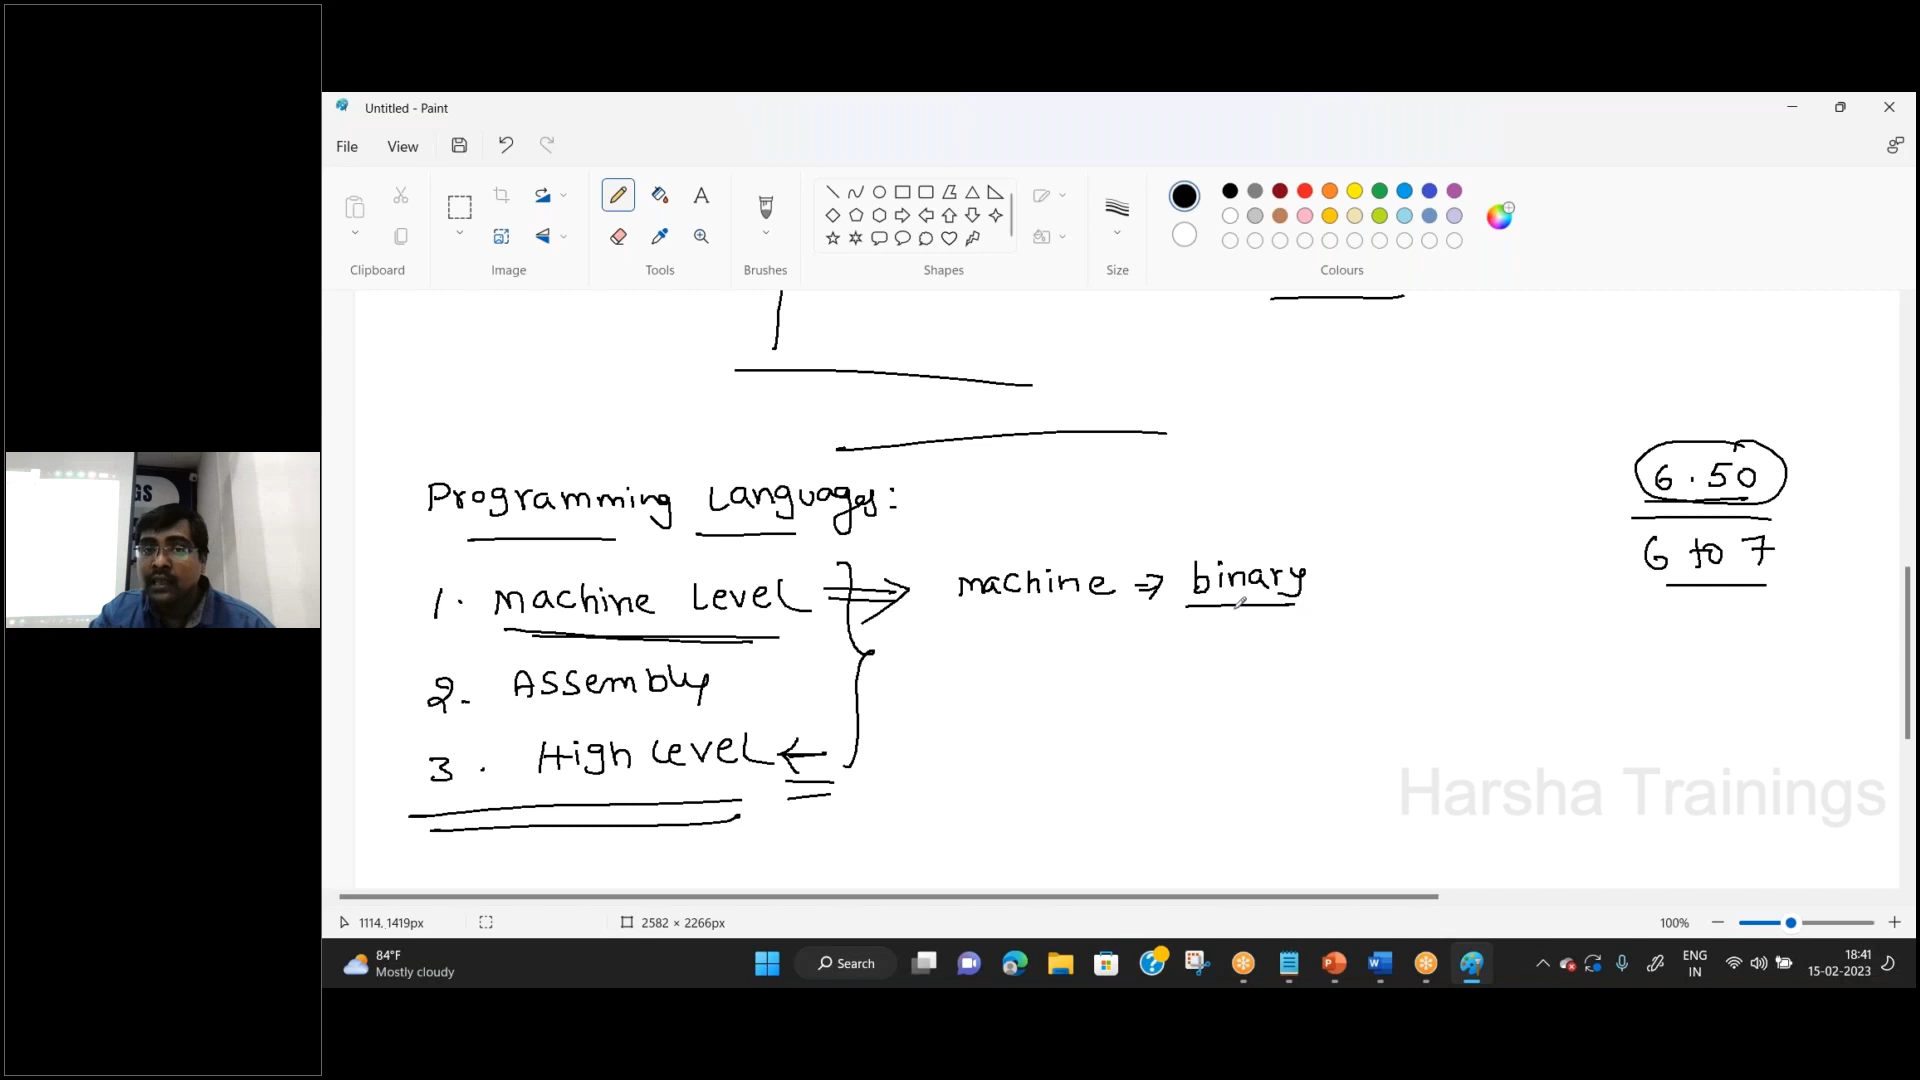 GS
Untitled - Paint
File View
Clipboard Image Tools Brushes Shapes Size Colours
6.50
6 to 7
Programming Languages:
1. Machine Level machine ⇒ binary
2. Assembly
3. High Level
Harsha Trainings
1114, 1419px 2582 × 2266px 100%
84°F
Mostly cloudy
Search
ENG
IN
18:41
15-02-2023